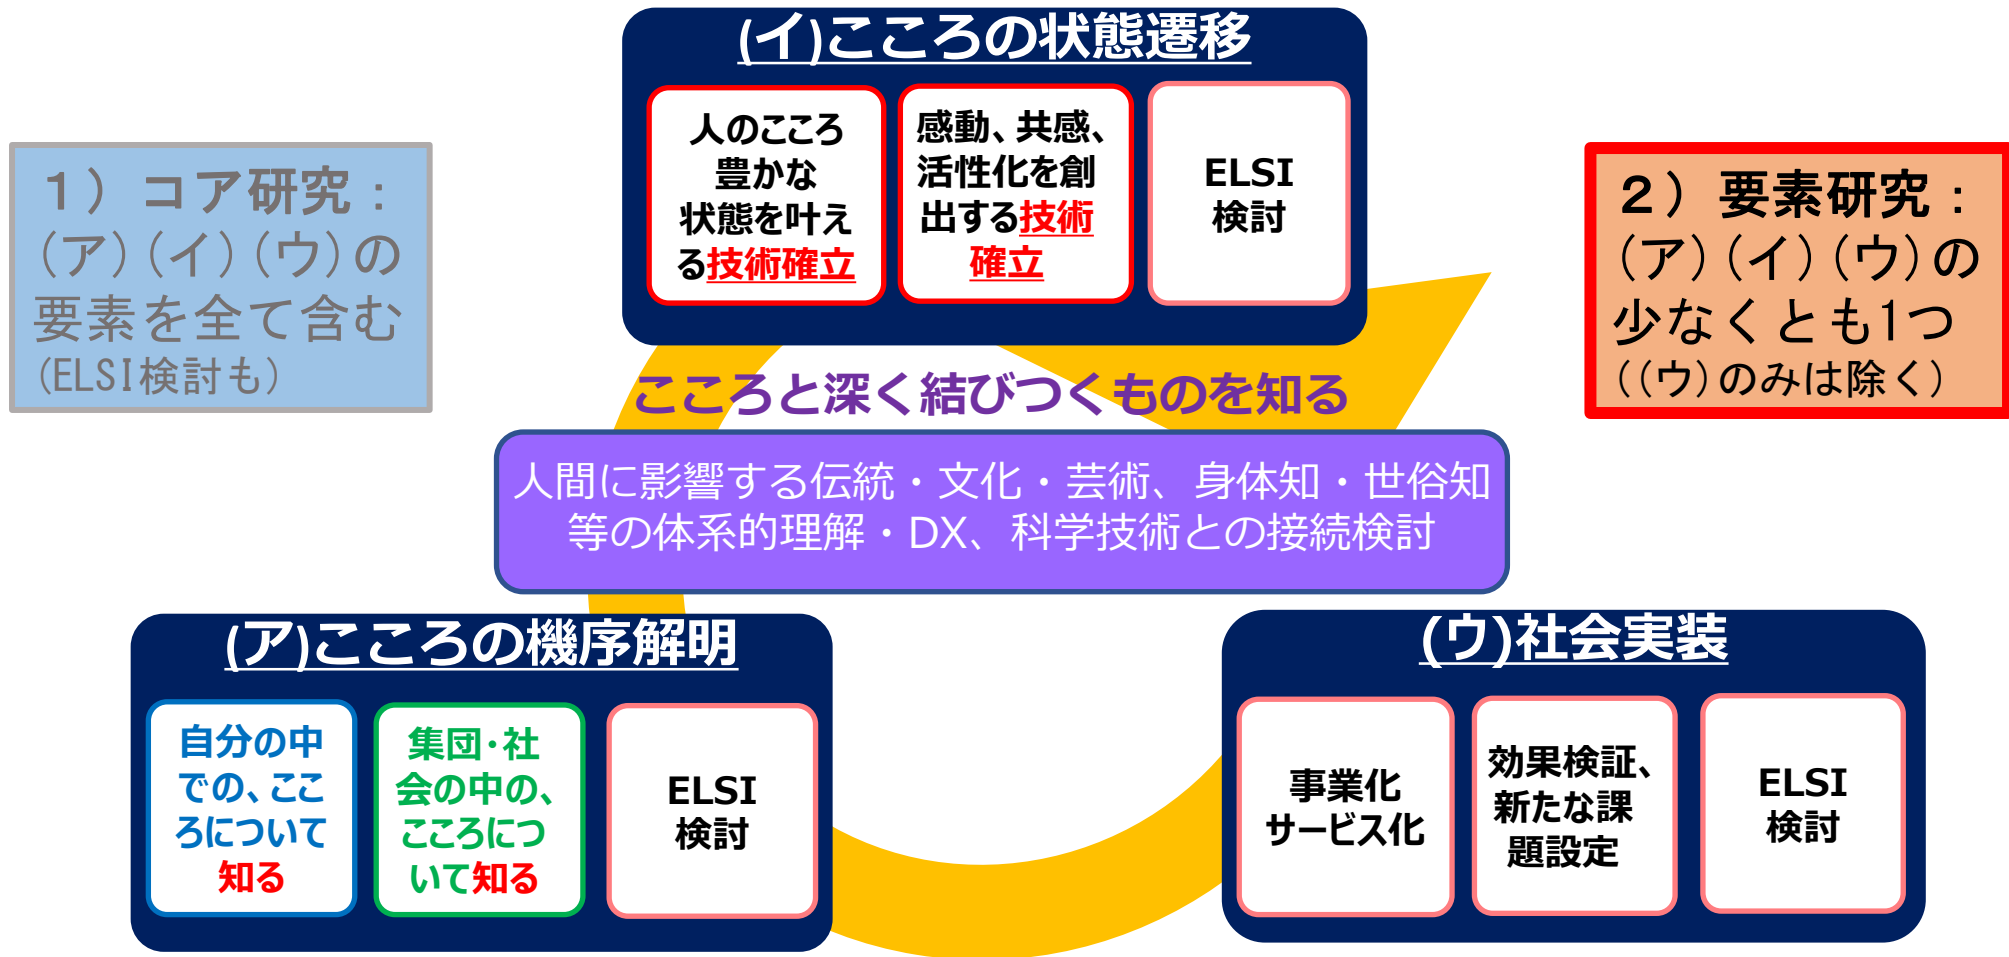 (イ)こころの状態遷移
人のこころ
豊かな
状態を叶え
る技術確立
感動、共感、
活性化を創
出する技術
確立
ELSI
検討
1）コア研究：
(ア)(イ)(ウ)の
要素を全て含む
(ELSI検討も)
2）要素研究：
(ア)(イ)(ウ)の
少なくとも1つ
((ウ)のみは除く)
こころと深く結びつくものを知る
人間に影響する伝統・文化・芸術、身体知・世俗知
等の体系的理解・DX、科学技術との接続検討
(ア)こころの機序解明
自分の中
での、ここ
ろについて
知る
集団･社
会の中の、
こころにつ
いて知る
ELSI
検討
(ウ)社会実装
事業化
サービス化
効果検証、
新たな課
題設定
ELSI
検討